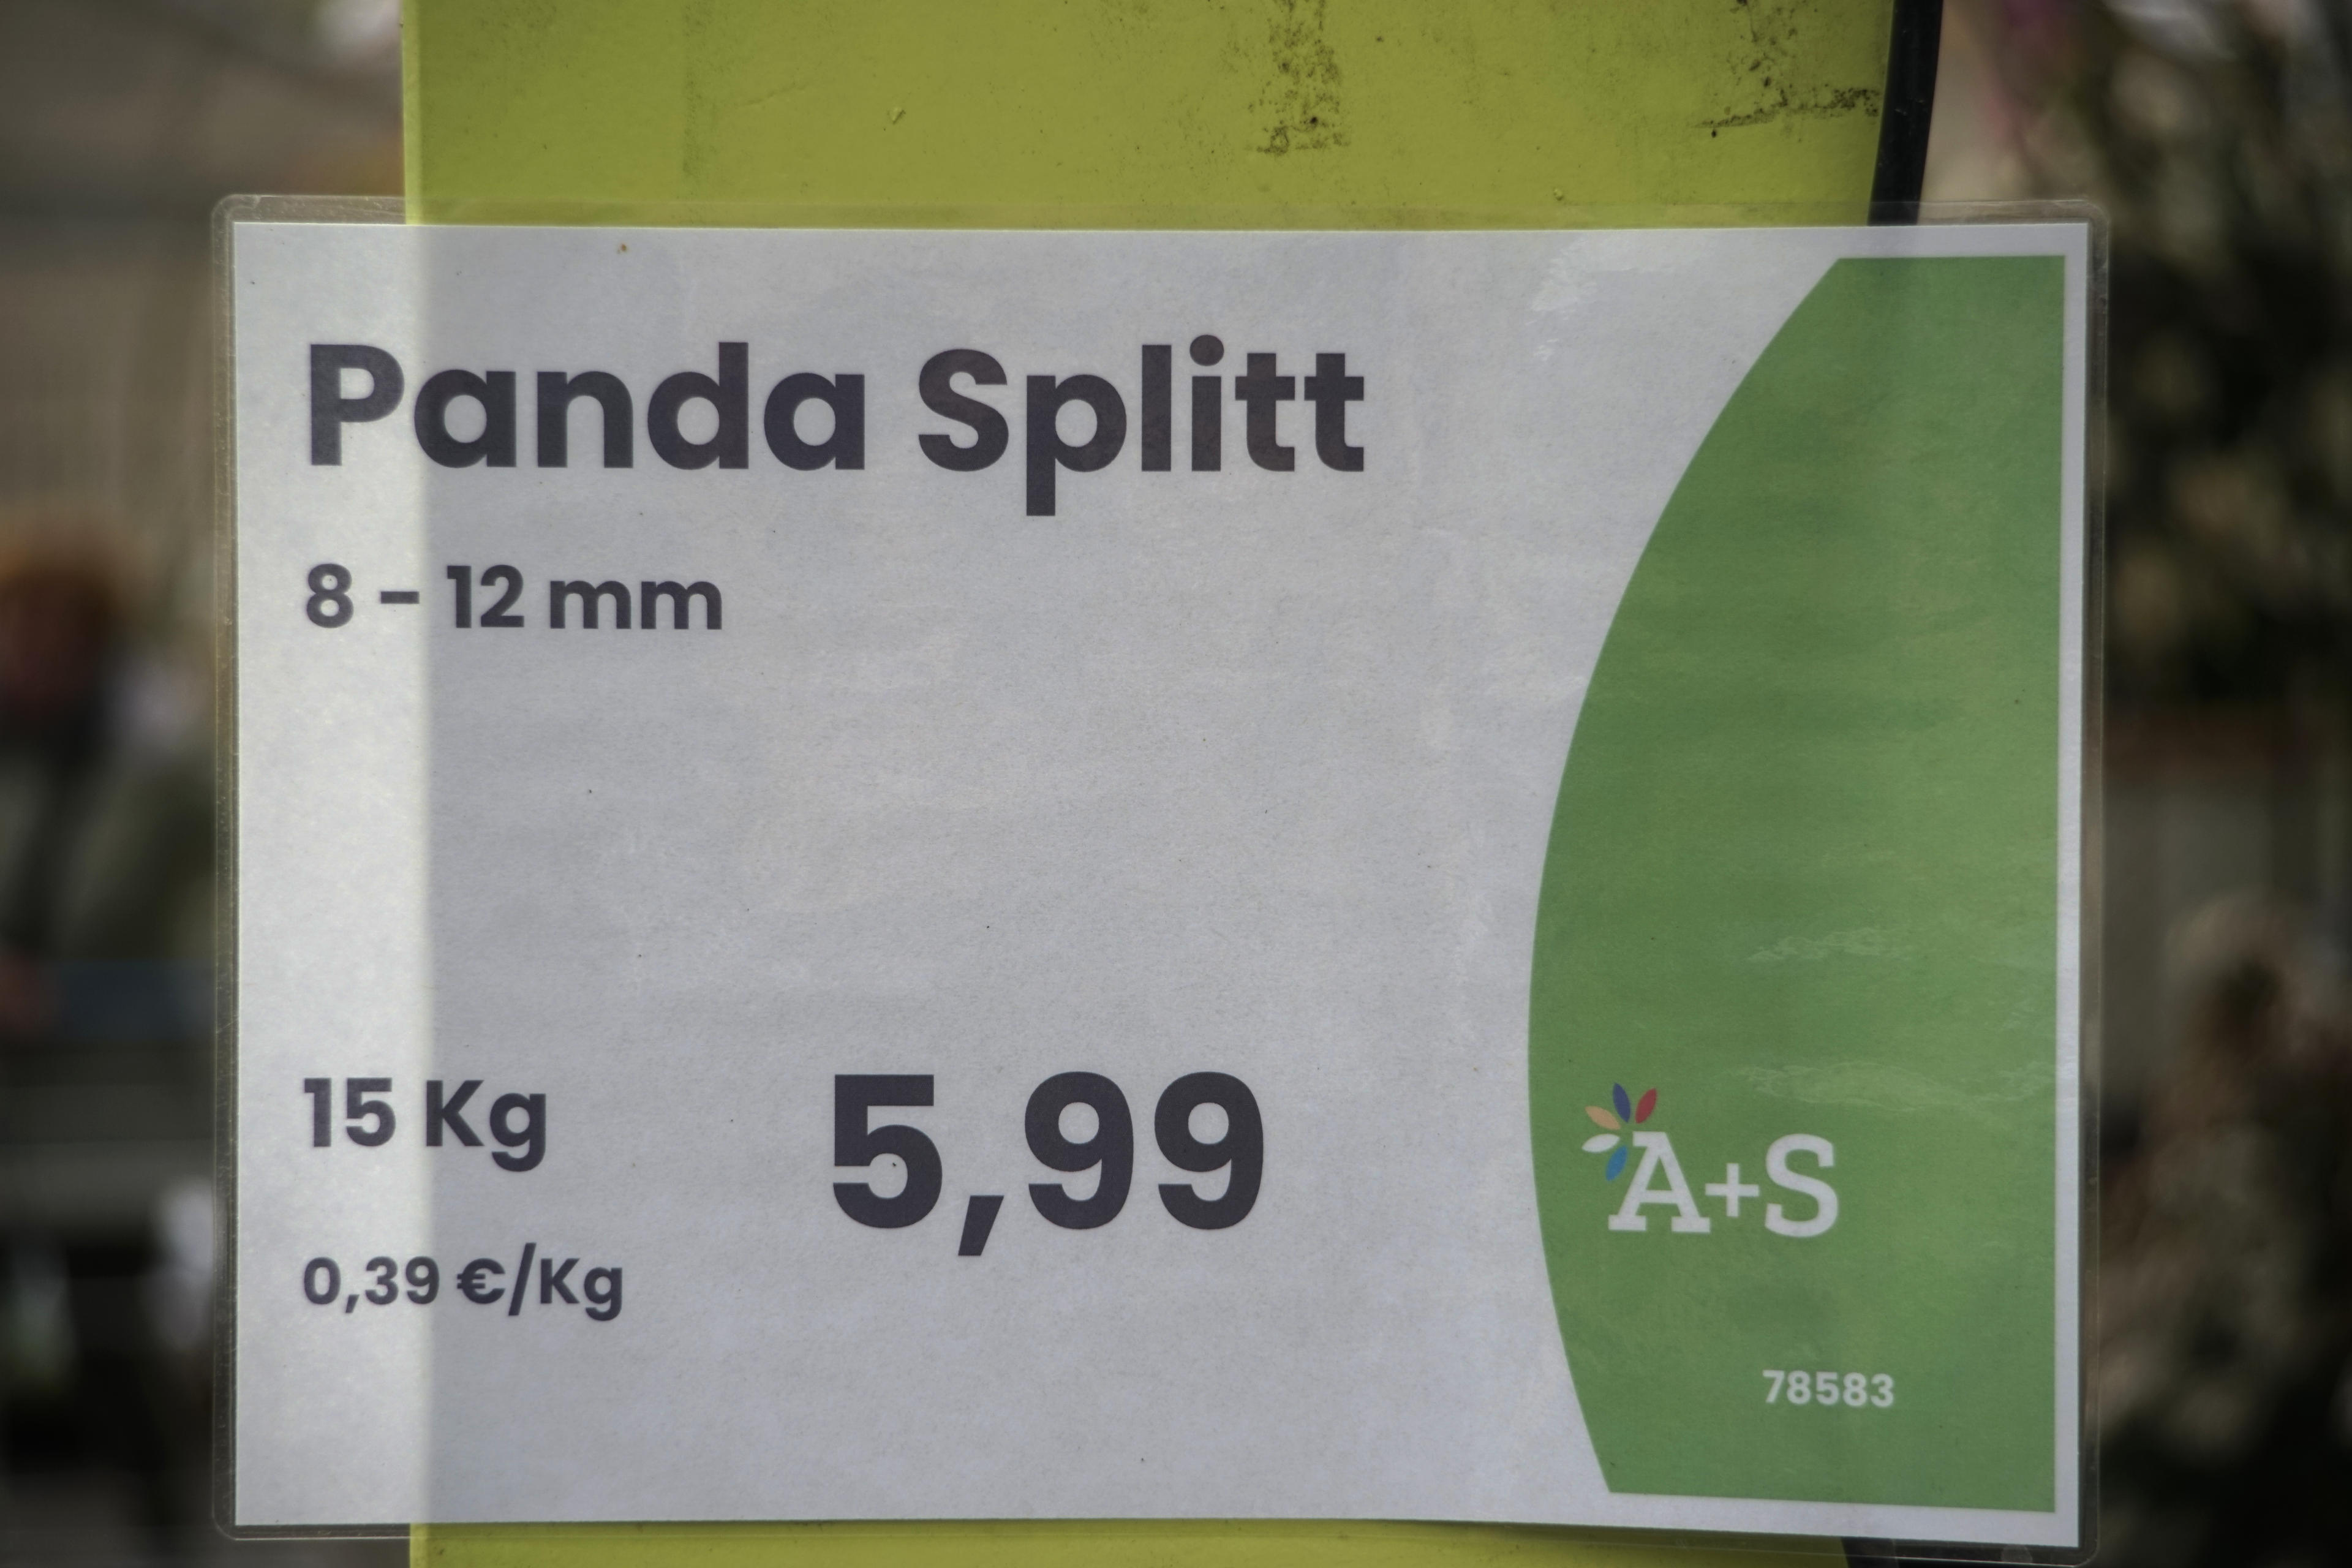 Panda Splitt
8 - 12 mm
15 Kg
5,99
0,39 €/Kg
A+S
78583